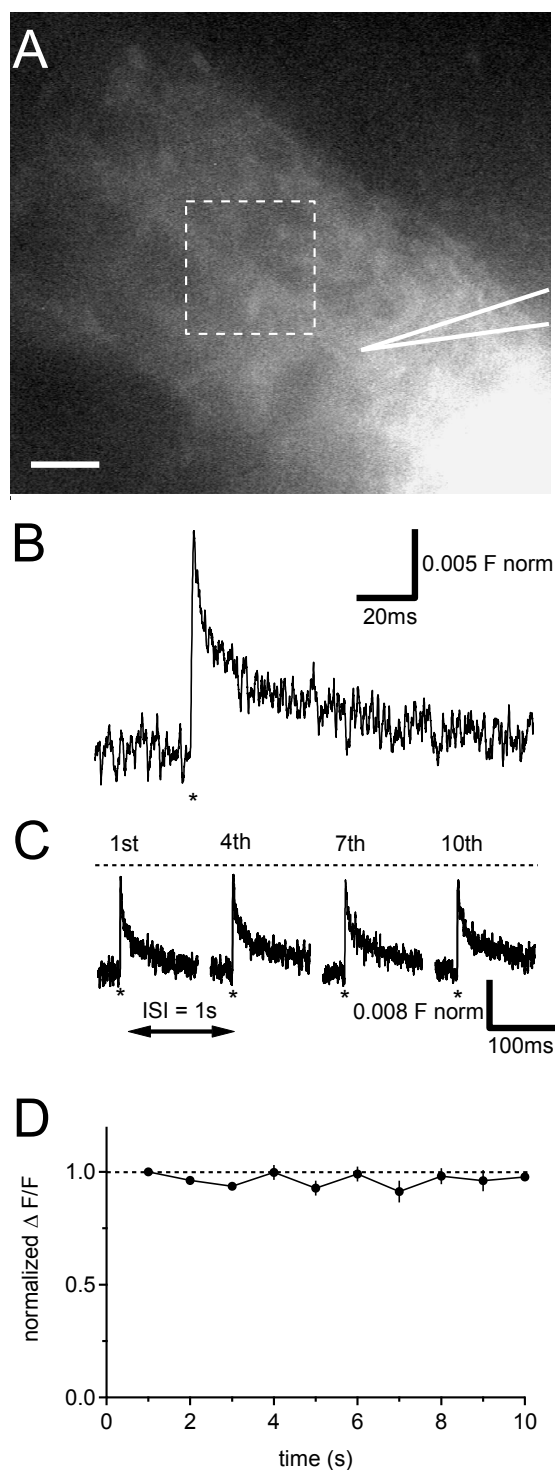 A
B
0.005 F norm
20ms
*
C
1st 4th 7th 10th
* * * *
ISI = 1s
0.008 F norm
100ms
D
normalized Δ F/F
1.0
0.5
0.0
0 2 4 6 8 10
time (s)